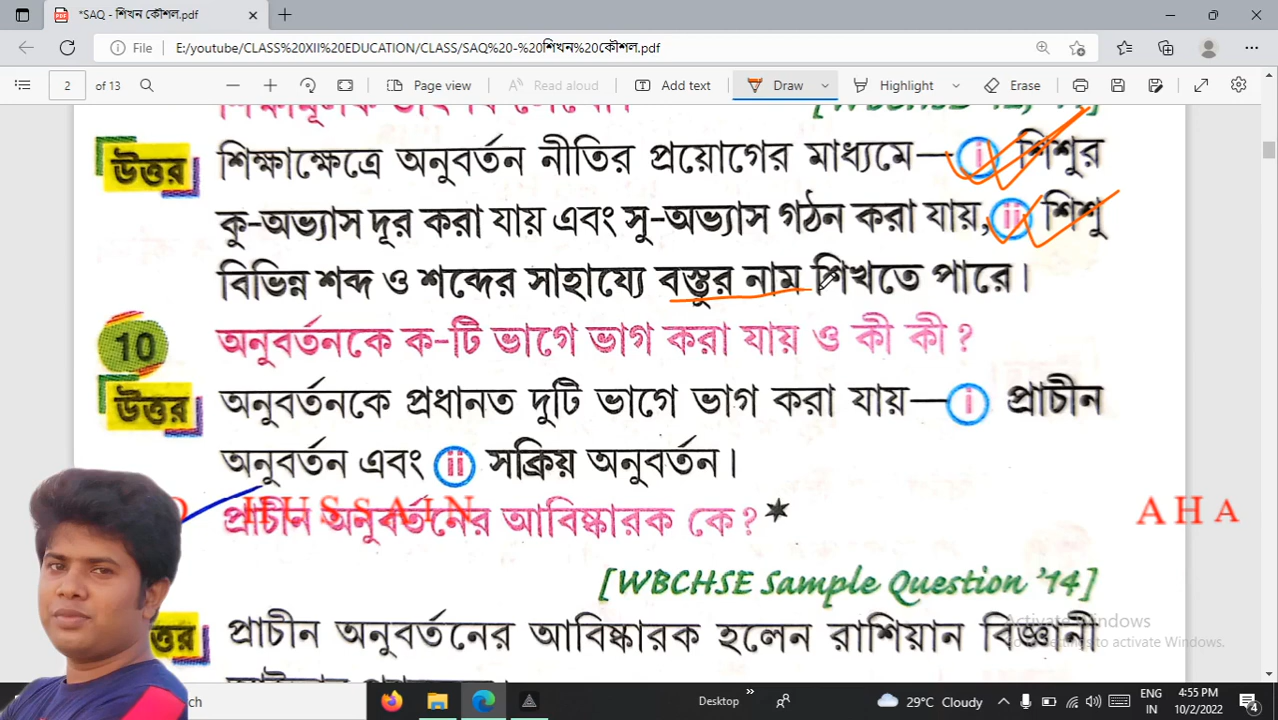 *SAQ - শিখন কৌশল.pdf
File E:/youtube/CLASS%20XII%20EDUCATION/CLASS/SAQ%20-%20শিখন%20কৌশল.pdf
2 of 13 Page view Read aloud Add text Draw Highlight Erase
উত্তর শিক্ষাক্ষেত্রে অনুবর্তন নীতির প্রয়োগের মাধ্যমে—i শিশুর
কু-অভ্যাস দূর করা যায় এবং সু-অভ্যাস গঠন করা যায়, ii শিশু
বিভিন্ন শব্দ ও শব্দের সাহায্যে বস্তুর নাম শিখতে পারে।
10 অনুবর্তনকে ক-টি ভাগে ভাগ করা যায় ও কী কী?
উত্তর অনুবর্তনকে প্রধানত দুটি ভাগে ভাগ করা যায়—i প্রাচীন
অনুবর্তন এবং ii সক্রিয় অনুবর্তন।
HUSSAIN AHA
প্রাচীন অনুবর্তনের আবিষ্কারক কে? ★
[WBCHSE Sample Question '14]
প্রাচীন অনুবর্তনের আবিষ্কারক হলেন রাশিয়ান বিজ্ঞানী
Activate Windows
to activate Windows.
Desktop 29°C Cloudy ENG IN 4:55 PM 10/2/2022 4